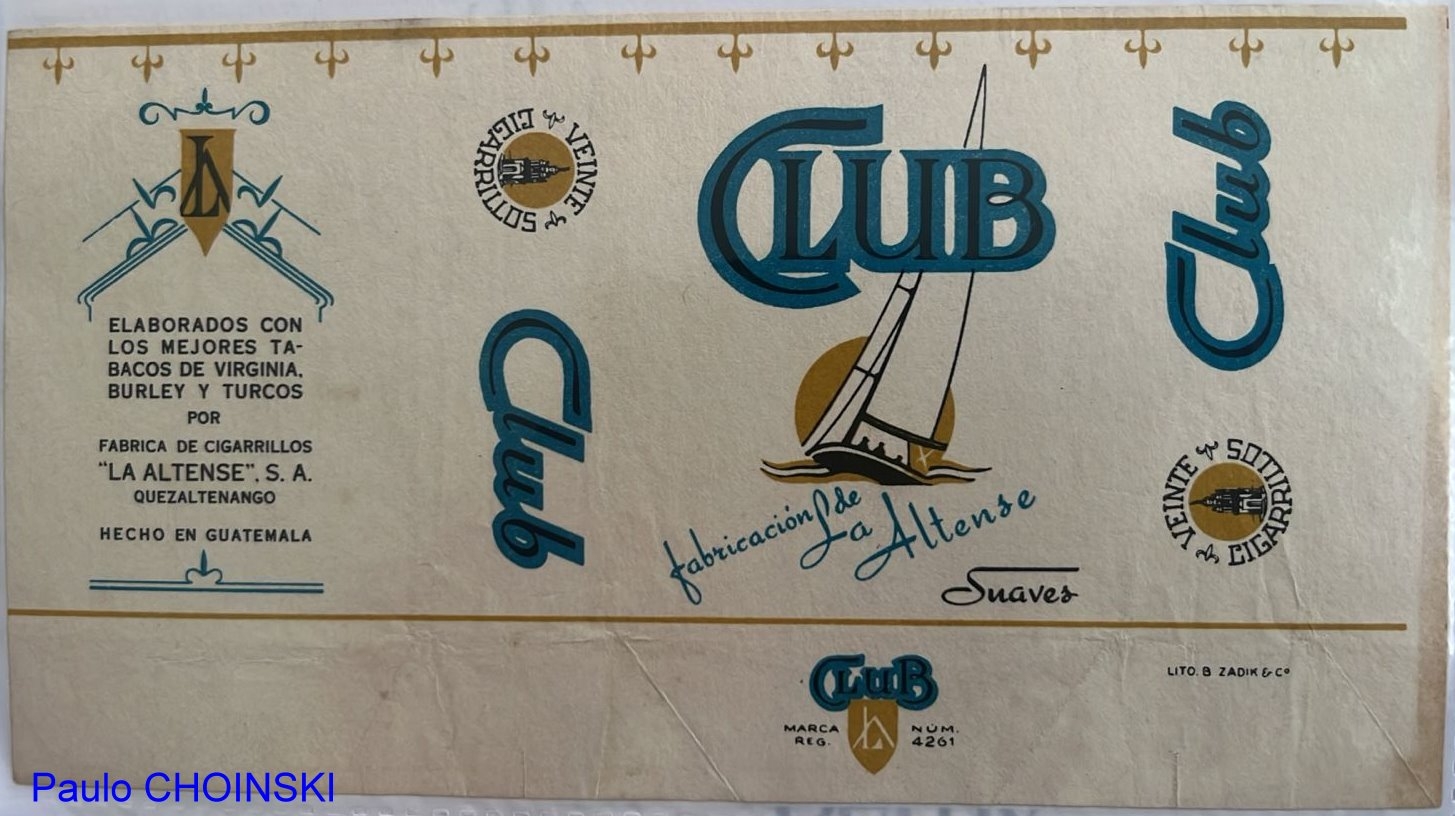 LA
ELABORADOS CON
LOS MEJORES TA-
BACOS DE VIRGINIA,
BURLEY Y TURCOS
POR
FABRICA DE CIGARRILLOS
"LA ALTENSE", S. A.
QUEZALTENANGO
HECHO EN GUATEMALA
VEINTE CIGARRILLOS
Club
CLUB
fabricación de
La Altense
Suaves
Club
VEINTE CIGARRILLOS
CLUB
MARCA
REG.
LA
NÚM.
4261
LITO. B ZADIK & Cº
Paulo CHOINSKI